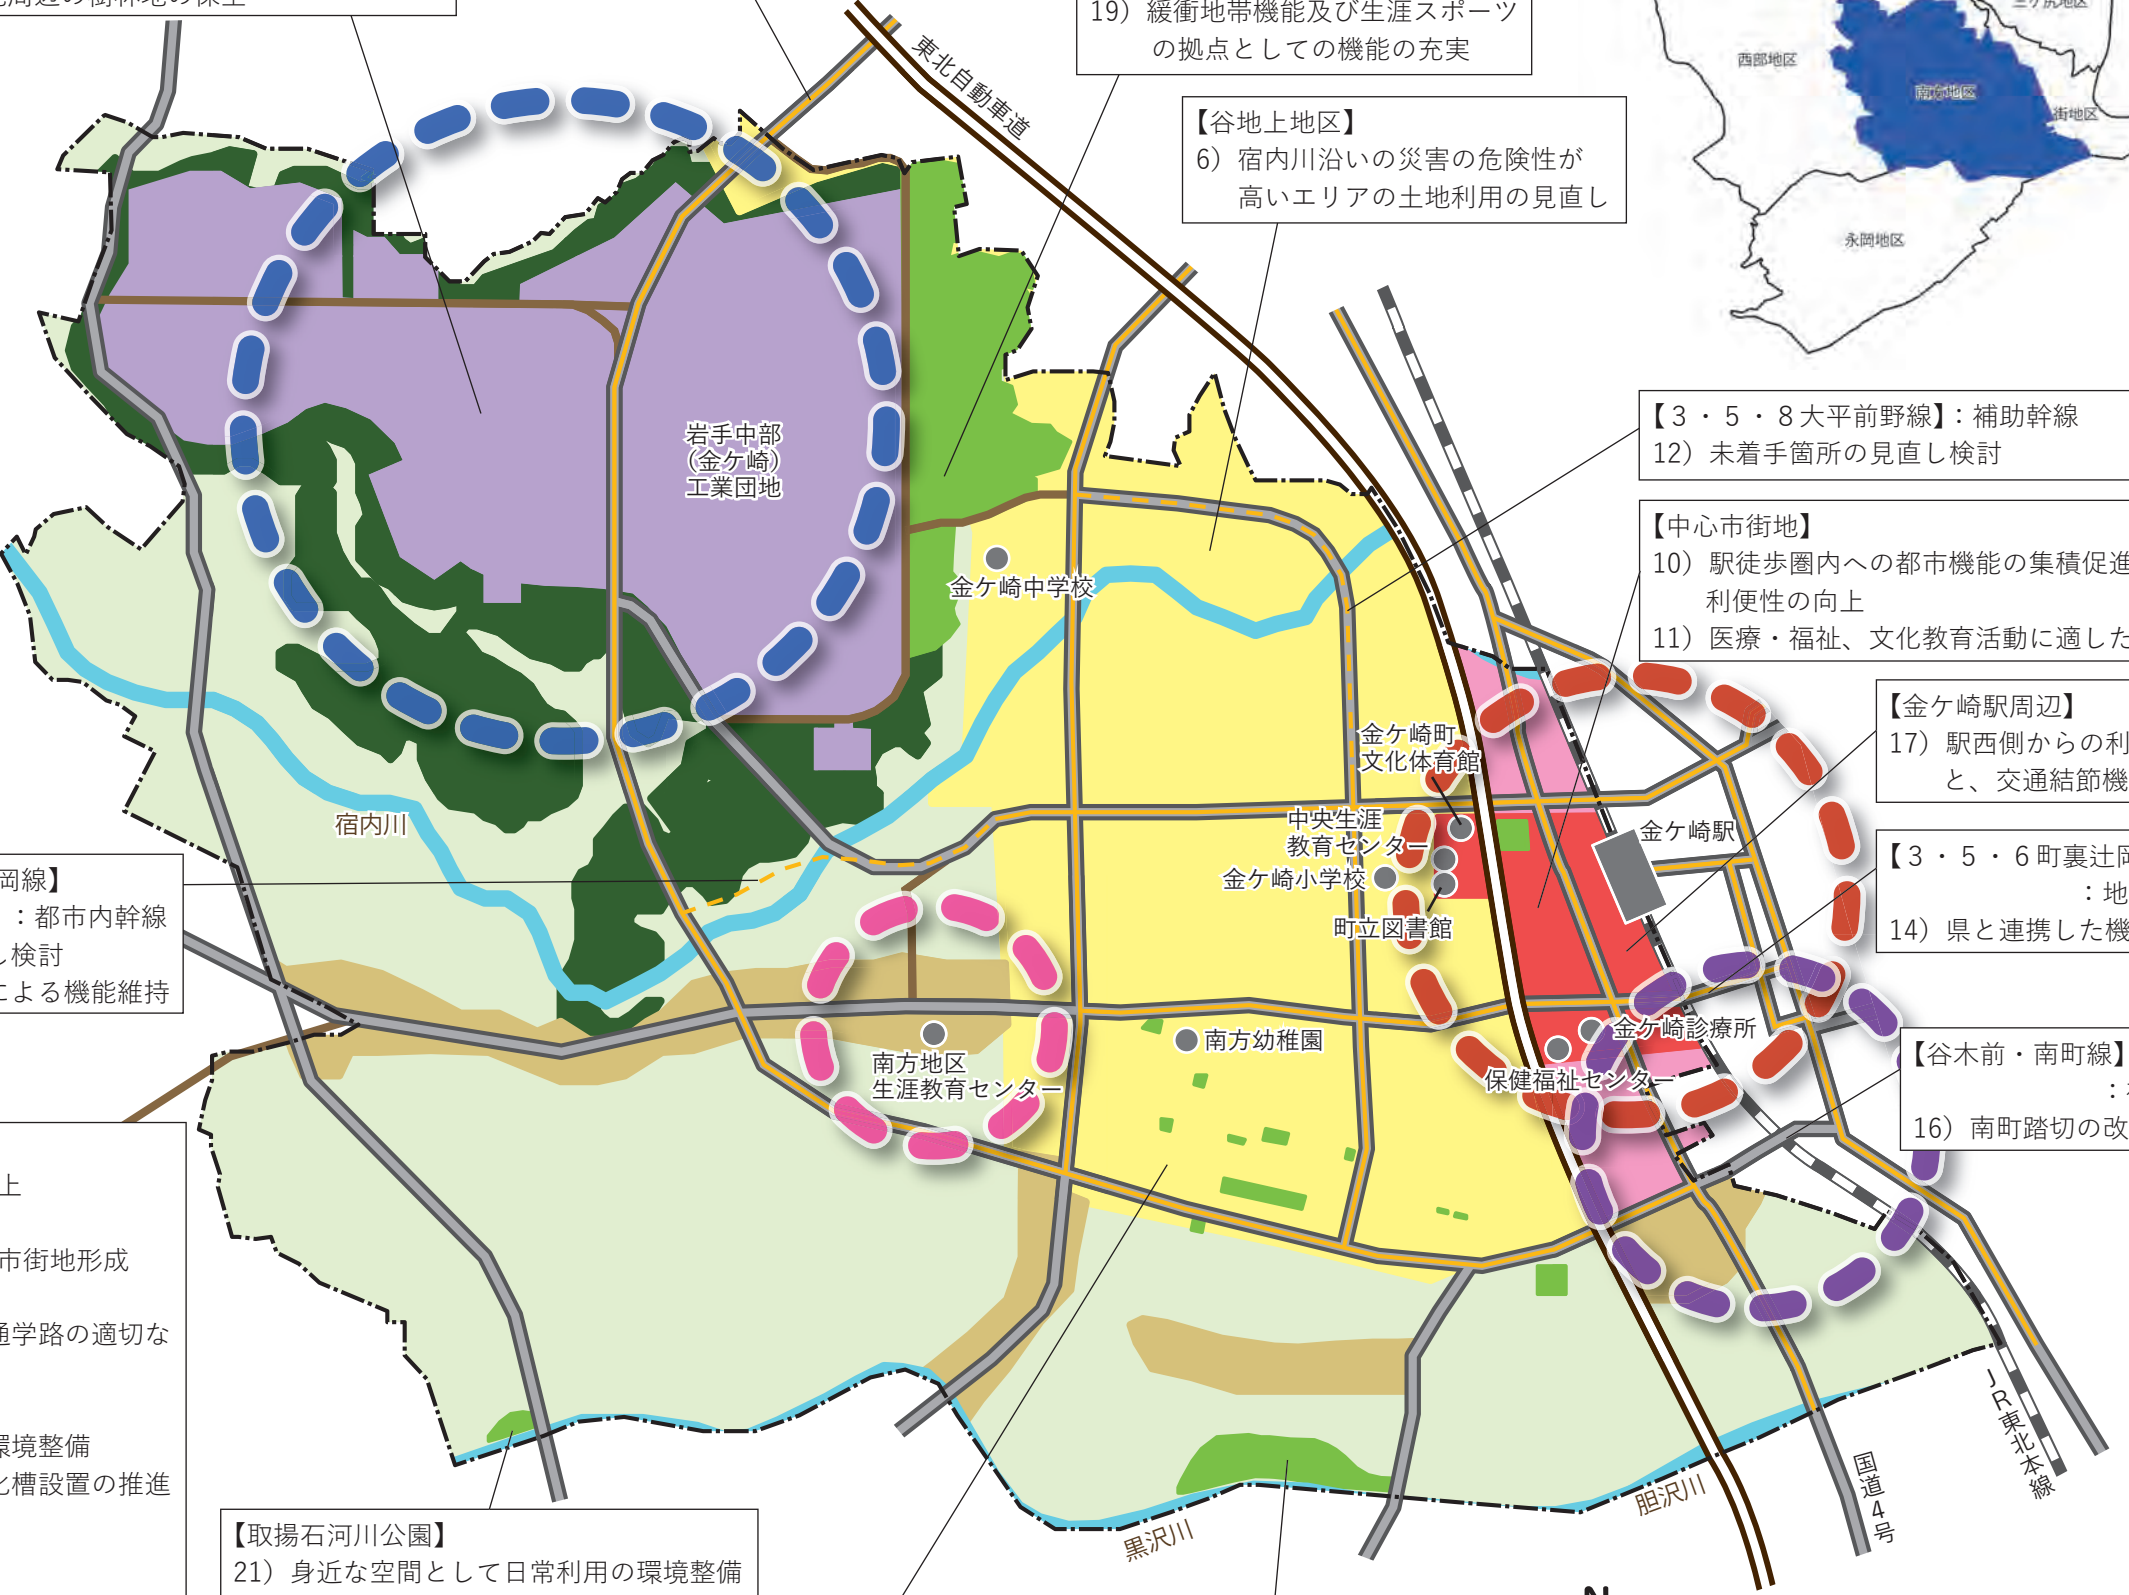 19）緩衝地帯機能及び生涯スポーツ
の拠点としての機能の充実
東北自動車道
西部地区
南方地区
街地区
永岡地区
【谷地上地区】
6）宿内川沿いの災害の危険性が
高いエリアの土地利用の見直し
【3・5・8大平前野線】：補助幹線
12）未着手箇所の見直し検討
岩手中部
（金ケ崎）
工業団地
【中心市街地】
10）駅徒歩圏内への都市機能の集積促進
利便性の向上
11）医療・福祉、文化教育活動に適した
金ケ崎中学校
【金ケ崎駅周辺】
17）駅西側からの利
と、交通結節機
金ケ崎町
文化体育館
宿内川
中央生涯
教育センター
金ケ崎駅
金ケ崎小学校
町立図書館
【3・5・6町裏辻岡
：地
14）県と連携した機
岡線】
：都市内幹線
し検討
による機能維持
南方地区
生涯教育センター
南方幼稚園
金ケ崎診療所
保健福祉センター
【谷木前・南町線】
16）南町踏切の改
上
市街地形成
通学路の適切な
環境整備
化槽設置の推進
JR東北本線
国道4号
胆沢川
黒沢川
【取揚石河川公園】
21）身近な空間として日常利用の環境整備